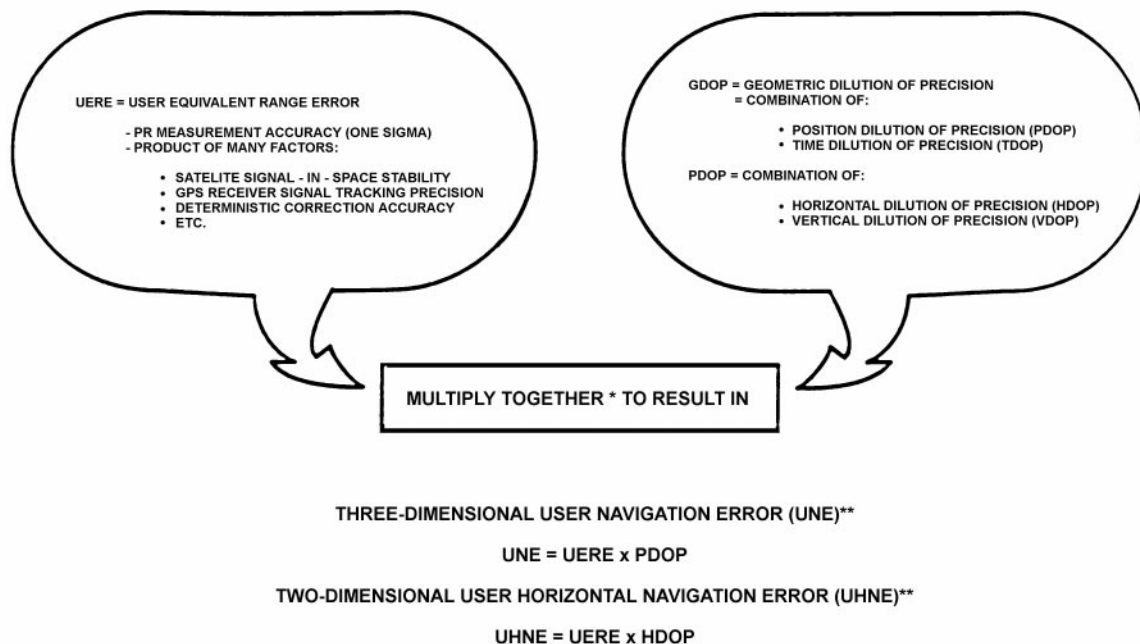 UERE = USER EQUIVALENT RANGE ERROR
- PR MEASUREMENT ACCURACY (ONE SIGMA)
- PRODUCT OF MANY FACTORS:
• SATELITE SIGNAL - IN - SPACE STABILITY
• GPS RECEIVER SIGNAL TRACKING PRECISION
• DETERMINISTIC CORRECTION ACCURACY
• ETC.
GDOP = GEOMETRIC DILUTION OF PRECISION
= COMBINATION OF:
• POSITION DILUTION OF PRECISION (PDOP)
• TIME DILUTION OF PRECISION (TDOP)
PDOP = COMBINATION OF:
• HORIZONTAL DILUTION OF PRECISION (HDOP)
• VERTICAL DILUTION OF PRECISION (VDOP)
MULTIPLY TOGETHER * TO RESULT IN
THREE-DIMENSIONAL USER NAVIGATION ERROR (UNE)**
UNE = UERE x PDOP
TWO-DIMENSIONAL USER HORIZONTAL NAVIGATION ERROR (UHNE)**
UHNE = UERE x HDOP